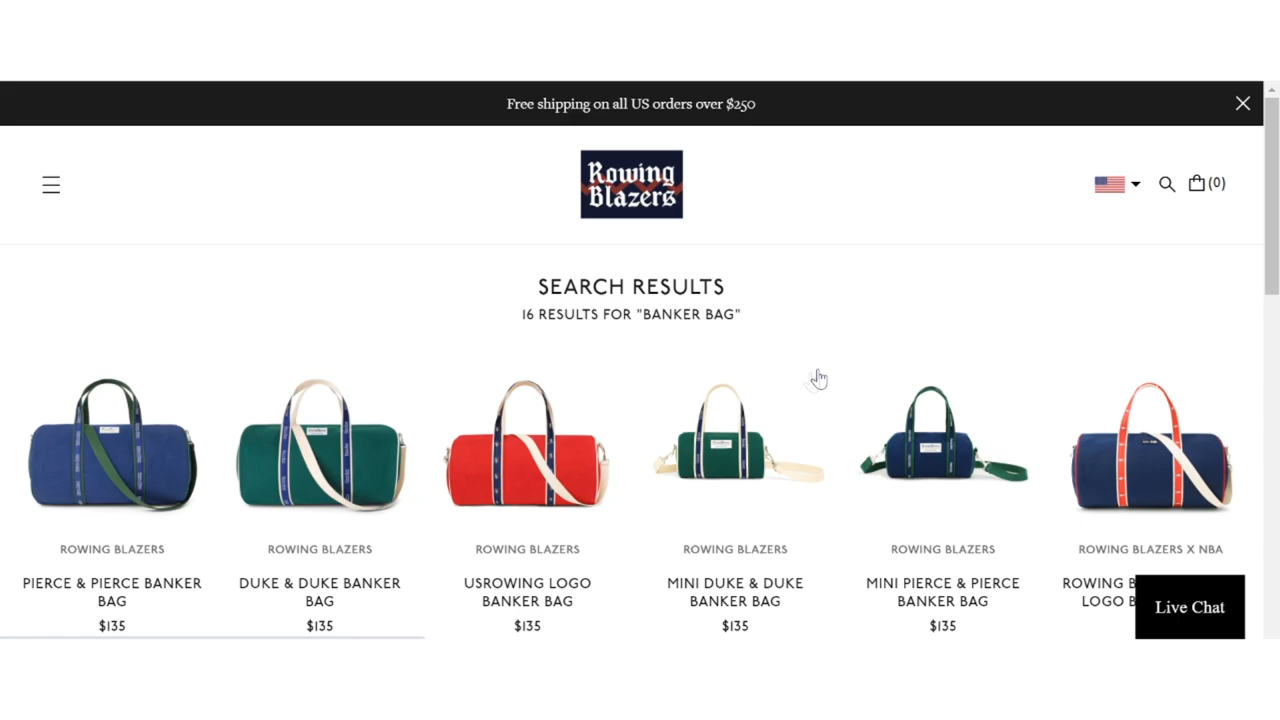 Free shipping on all US orders over $250
Rowing
Blazers
(0)
SEARCH RESULTS
16 RESULTS FOR "BANKER BAG"
ROWING BLAZERS
PIERCE & PIERCE BANKER
BAG
$135
ROWING BLAZERS
DUKE & DUKE BANKER
BAG
$135
ROWING BLAZERS
USROWING LOGO
BANKER BAG
$135
ROWING BLAZERS
MINI DUKE & DUKE
BANKER BAG
$135
ROWING BLAZERS
MINI PIERCE & PIERCE
BANKER BAG
$135
ROWING BLAZERS X NBA
ROWING B
LOGO B
Live Chat